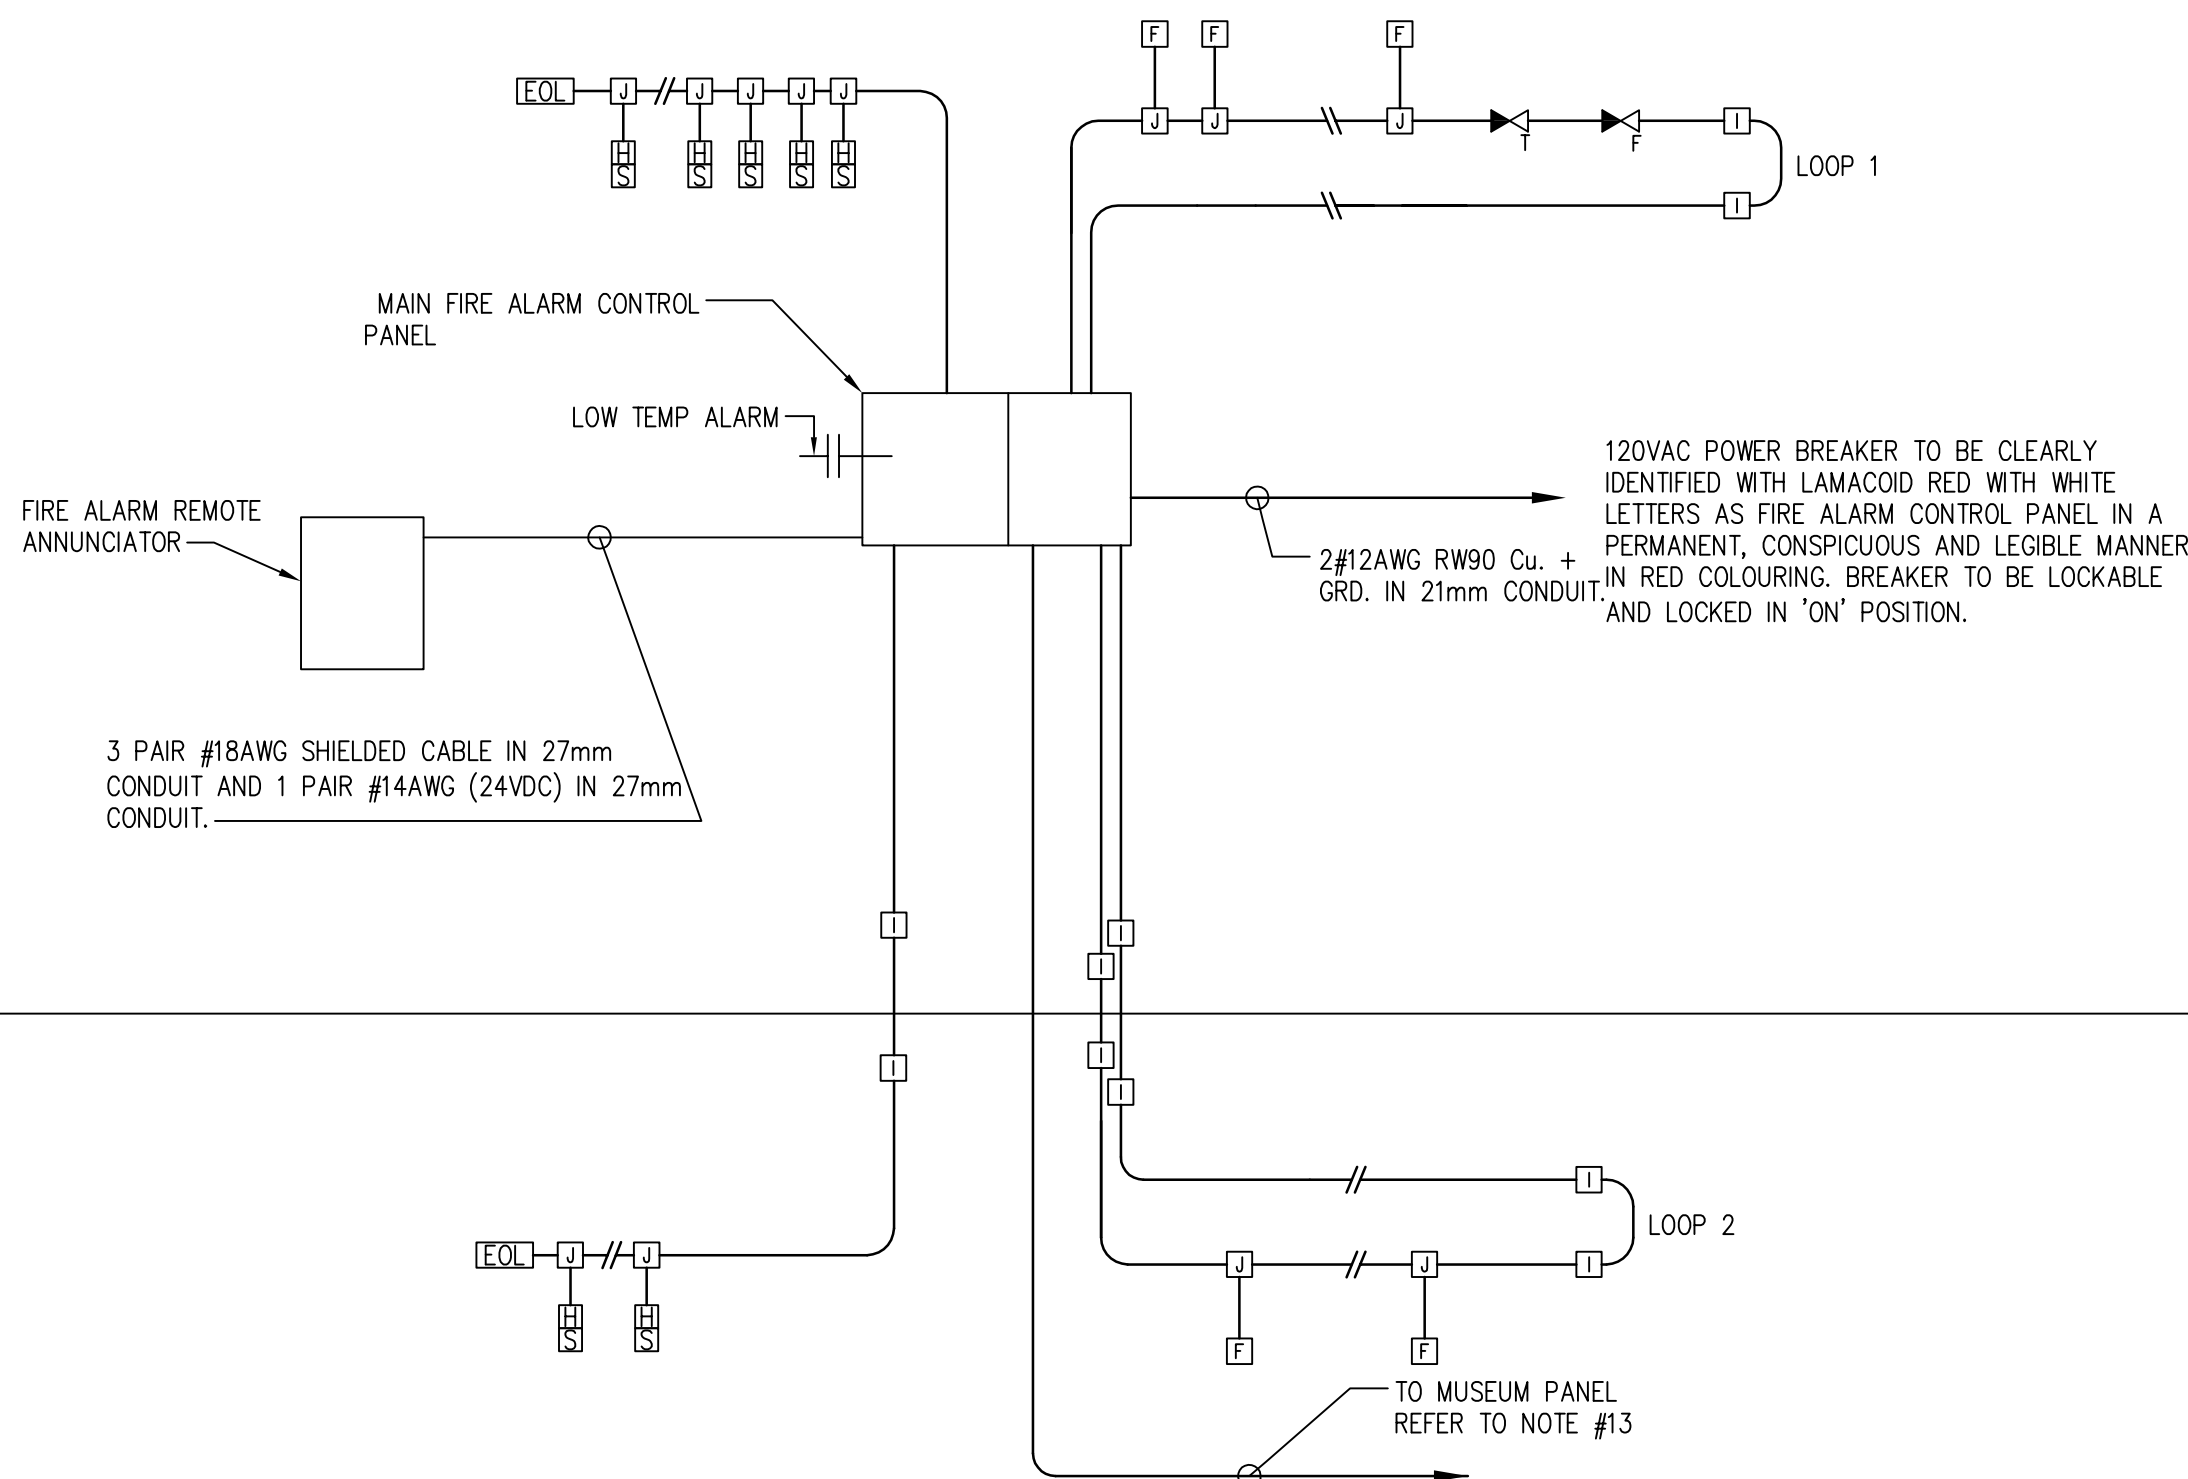 F F F
EOL J J J J J
J J J I
T F
H H H H H
S S S S S
LOOP 1
I
MAIN FIRE ALARM CONTROL
PANEL
LOW TEMP ALARM
120VAC POWER BREAKER TO BE CLEARLY
IDENTIFIED WITH LAMACOID RED WITH WHITE
LETTERS AS FIRE ALARM CONTROL PANEL IN A
PERMANENT, CONSPICUOUS AND LEGIBLE MANNER
IN RED COLOURING. BREAKER TO BE LOCKABLE
AND LOCKED IN 'ON' POSITION.
FIRE ALARM REMOTE
ANNUNCIATOR
2#12AWG RW90 Cu. +
GRD. IN 21mm CONDUIT.
3 PAIR #18AWG SHIELDED CABLE IN 27mm
CONDUIT AND 1 PAIR #14AWG (24VDC) IN 27mm
CONDUIT.
I I
I
I
I I
I
LOOP 2
EOL J J
J J I
H H
S S
F F
TO MUSEUM PANEL
REFER TO NOTE #13